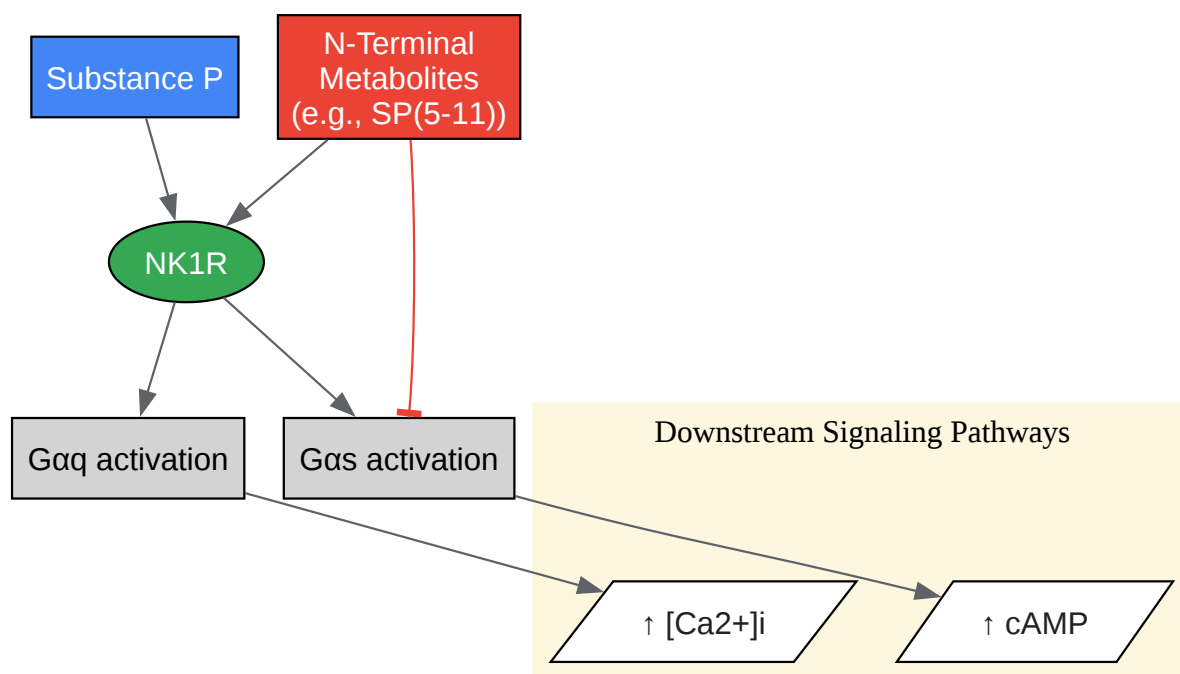 Substance P
N-Terminal
Metabolites
(e.g., SP(5-11))
NK1R
Gαq activation
Gαs activation
Downstream Signaling Pathways
↑ [Ca2+]i
↑ cAMP